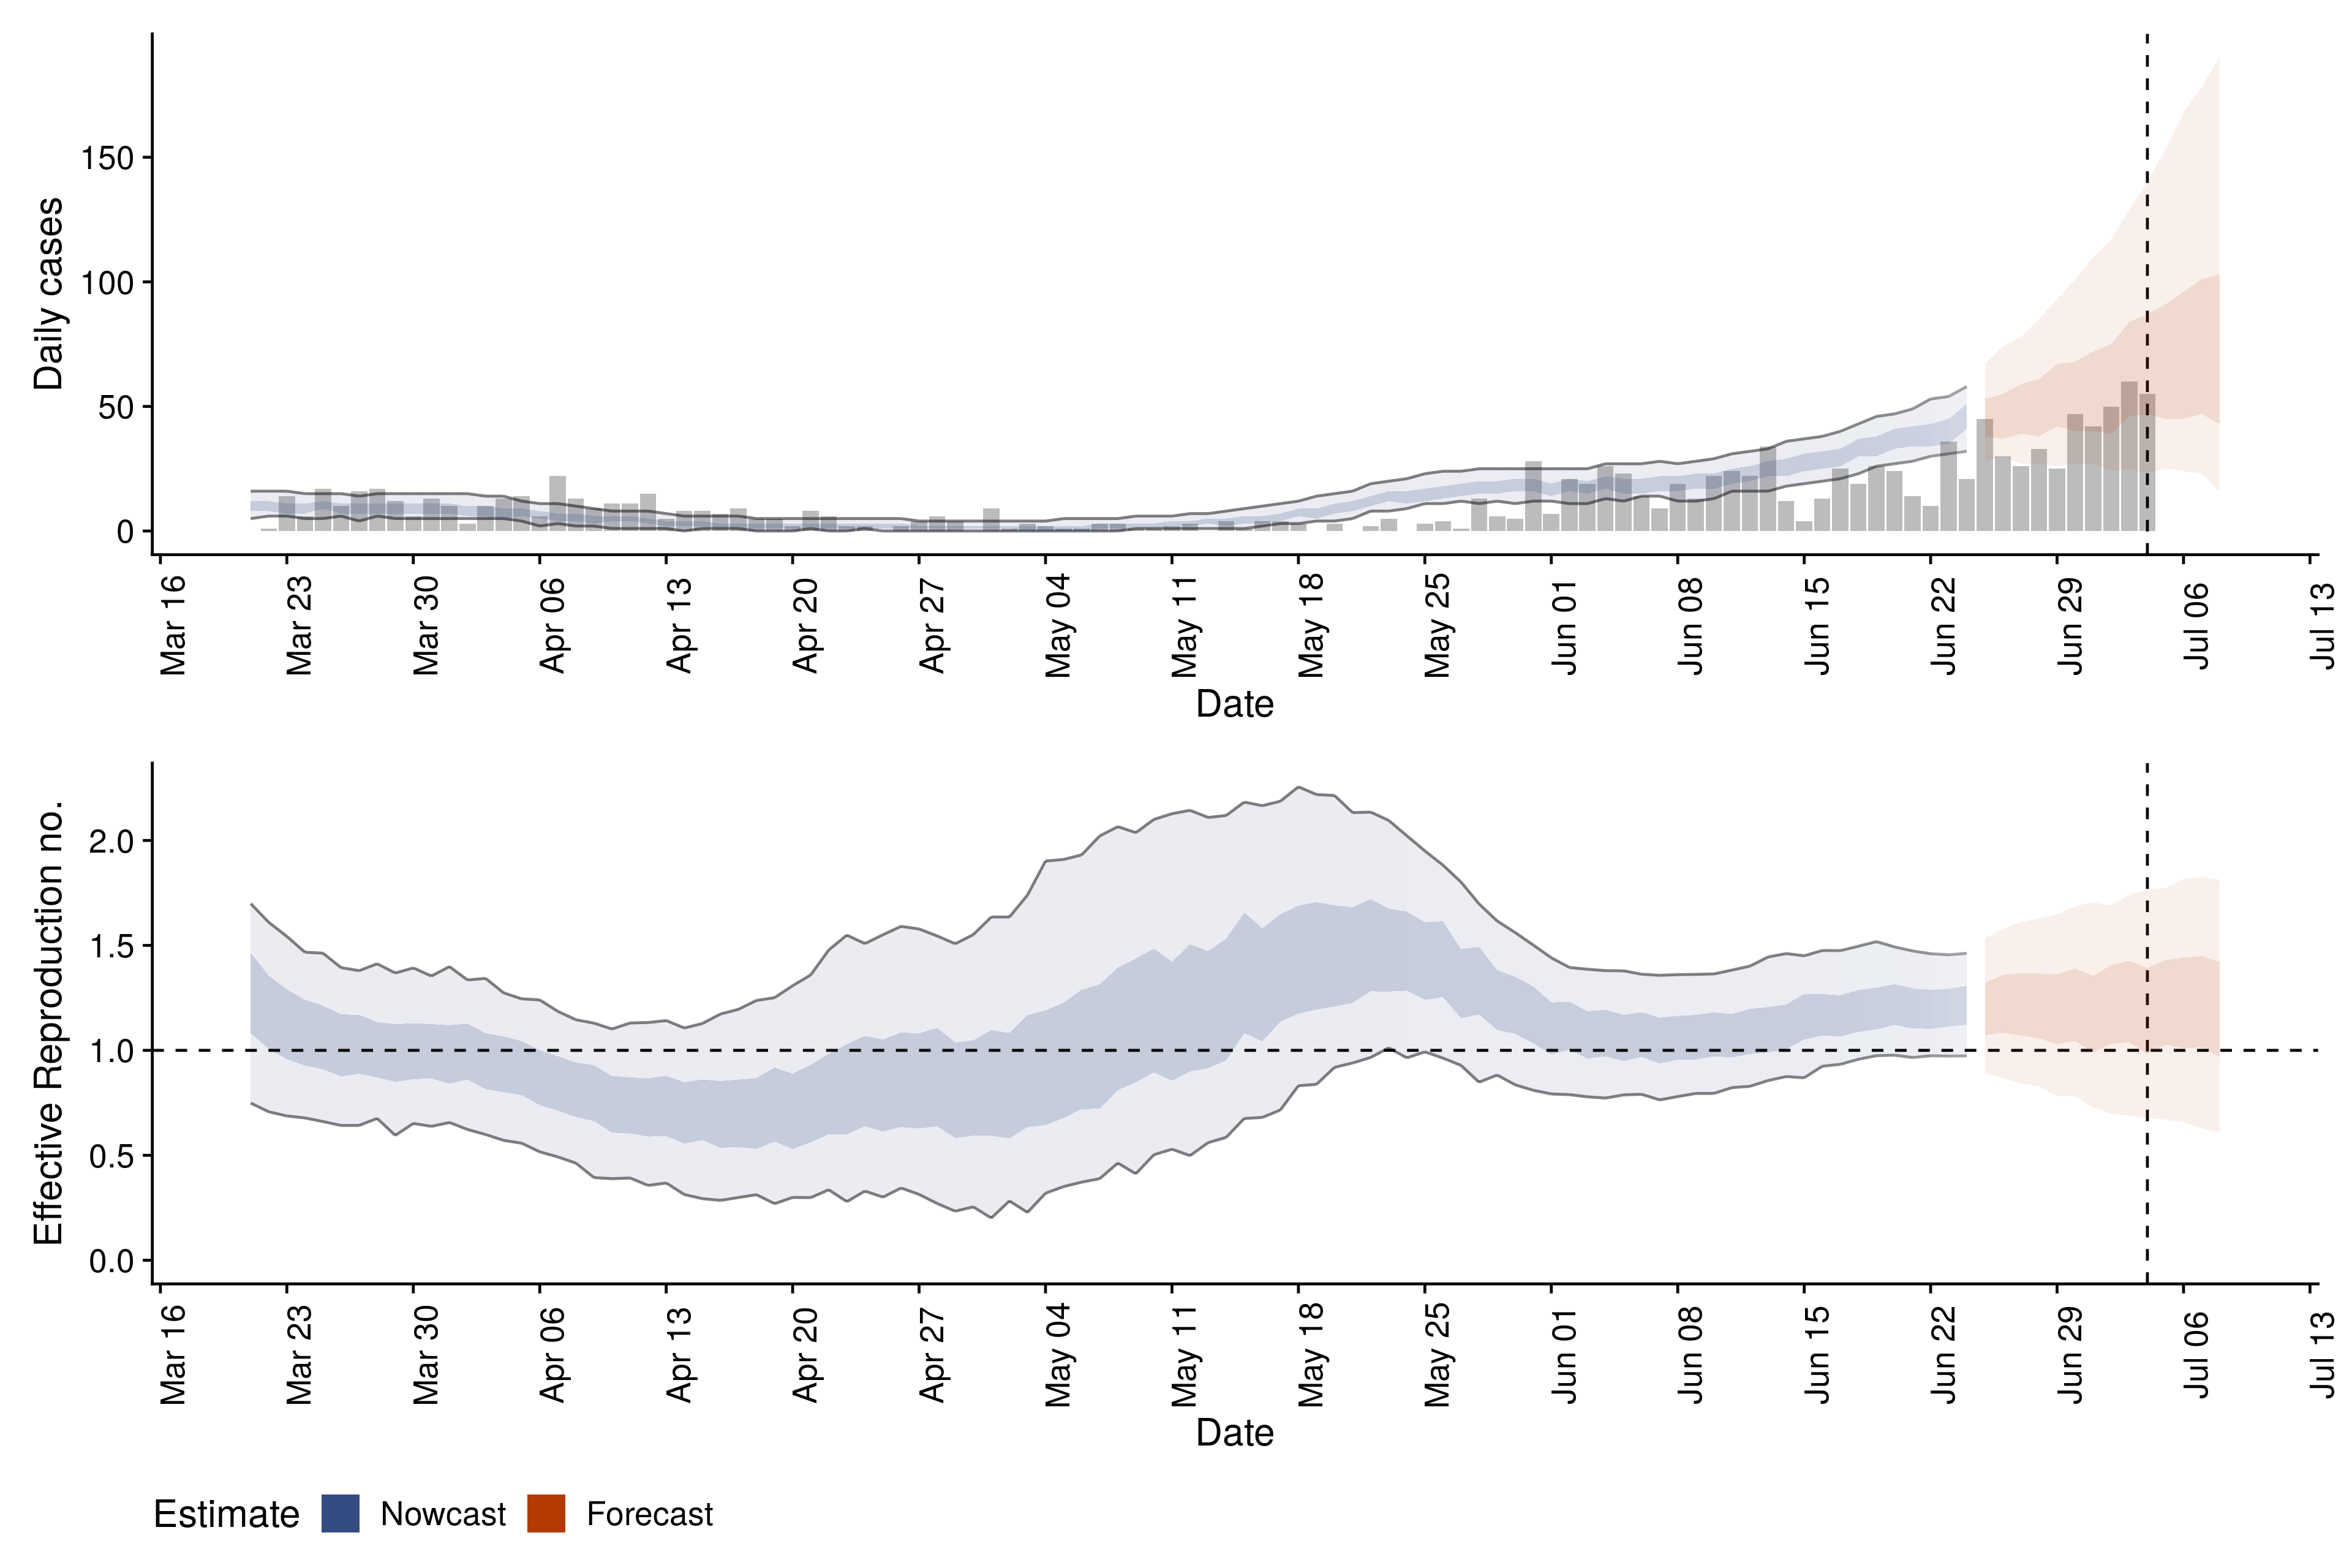 Daily cases
150
100
50
0
Mar 16
Mar 23
Mar 30
Apr 06
Apr 13
Apr 20
Apr 27
May 04
May 11
May 18
May 25
Jun 01
Jun 08
Jun 15
Jun 22
Jun 29
Jul 06
Jul 13
Date
Effective Reproduction no.
2.0
1.5
1.0
0.5
0.0
Mar 16
Mar 23
Mar 30
Apr 06
Apr 13
Apr 20
Apr 27
May 04
May 11
May 18
May 25
Jun 01
Jun 08
Jun 15
Jun 22
Jun 29
Jul 06
Jul 13
Date
Estimate Nowcast Forecast